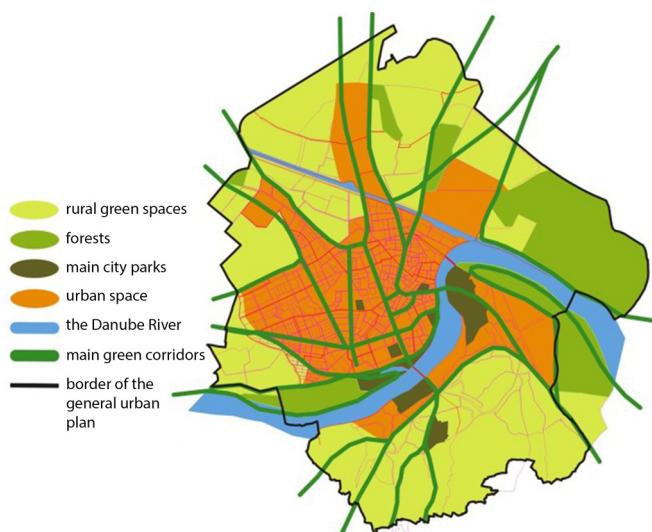 rural green spaces
forests
main city parks
urban space
the Danube River
main green corridors
border of the
general urban
plan